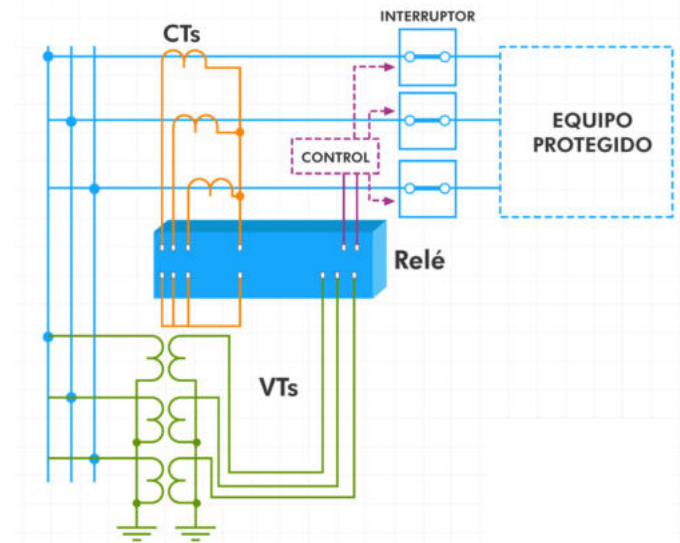 INTERRUPTOR
CTs
EQUIPO
PROTEGIDO
CONTROL
Relé
VTs